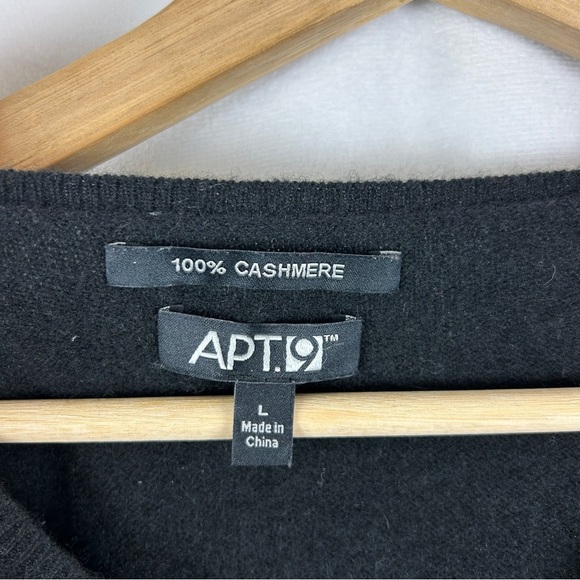 100% CASHMERE
APT.9™
L
Made in
China